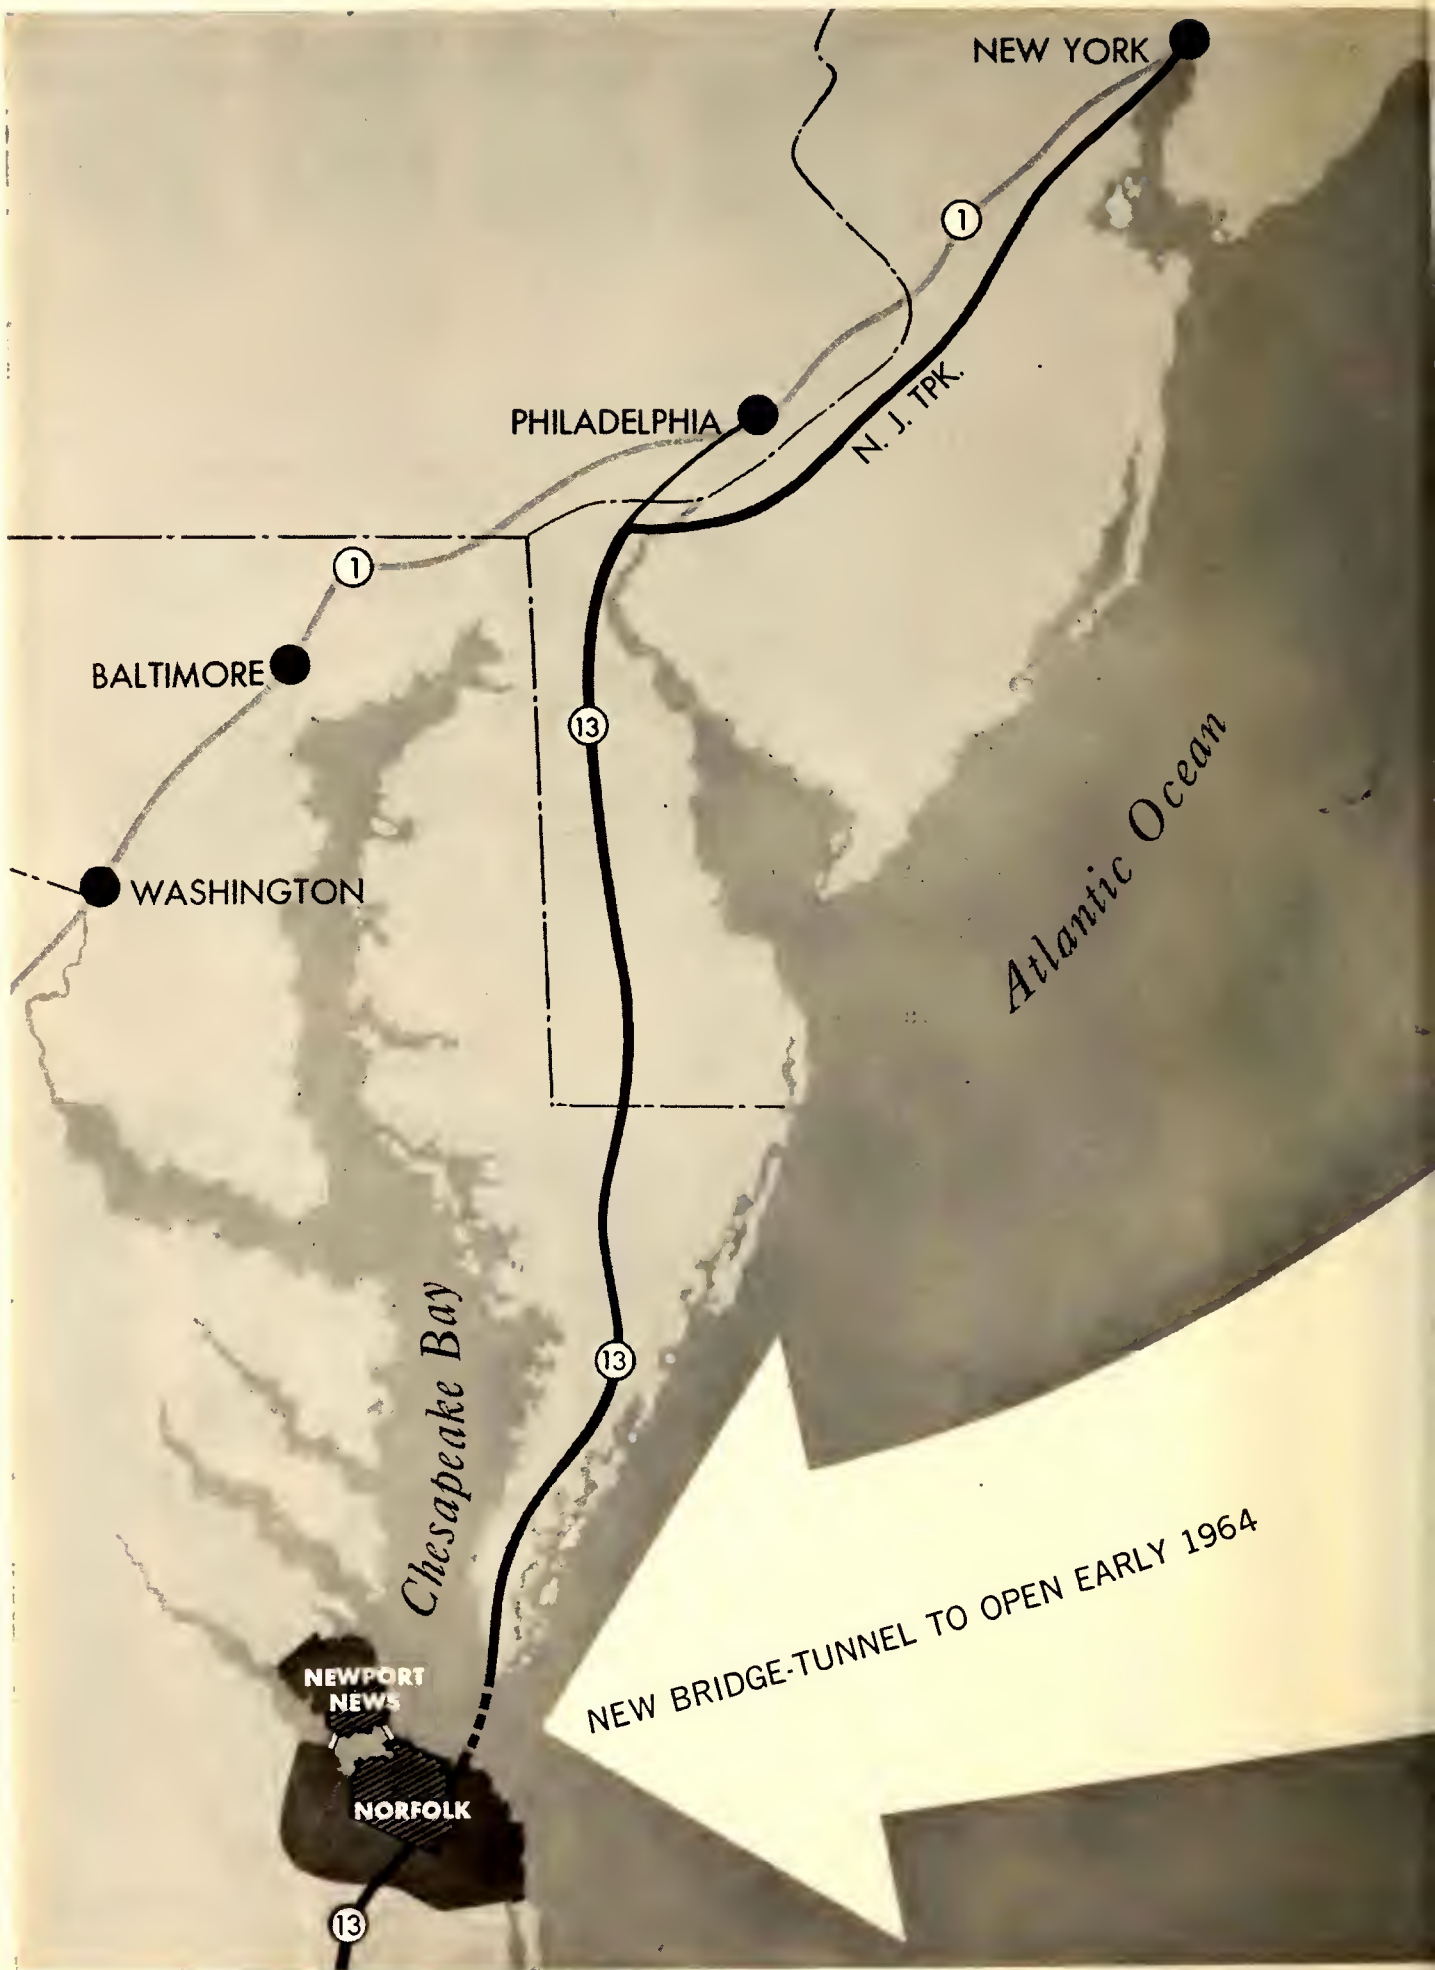 NEW YORK
1
N. J. TPK.
PHILADELPHIA
1
BALTIMORE
13
Atlantic Ocean
WASHINGTON
Chesapeake Bay
13
NEW BRIDGE-TUNNEL TO OPEN EARLY 1964
NEWPORT
NEWS
NORFOLK
13